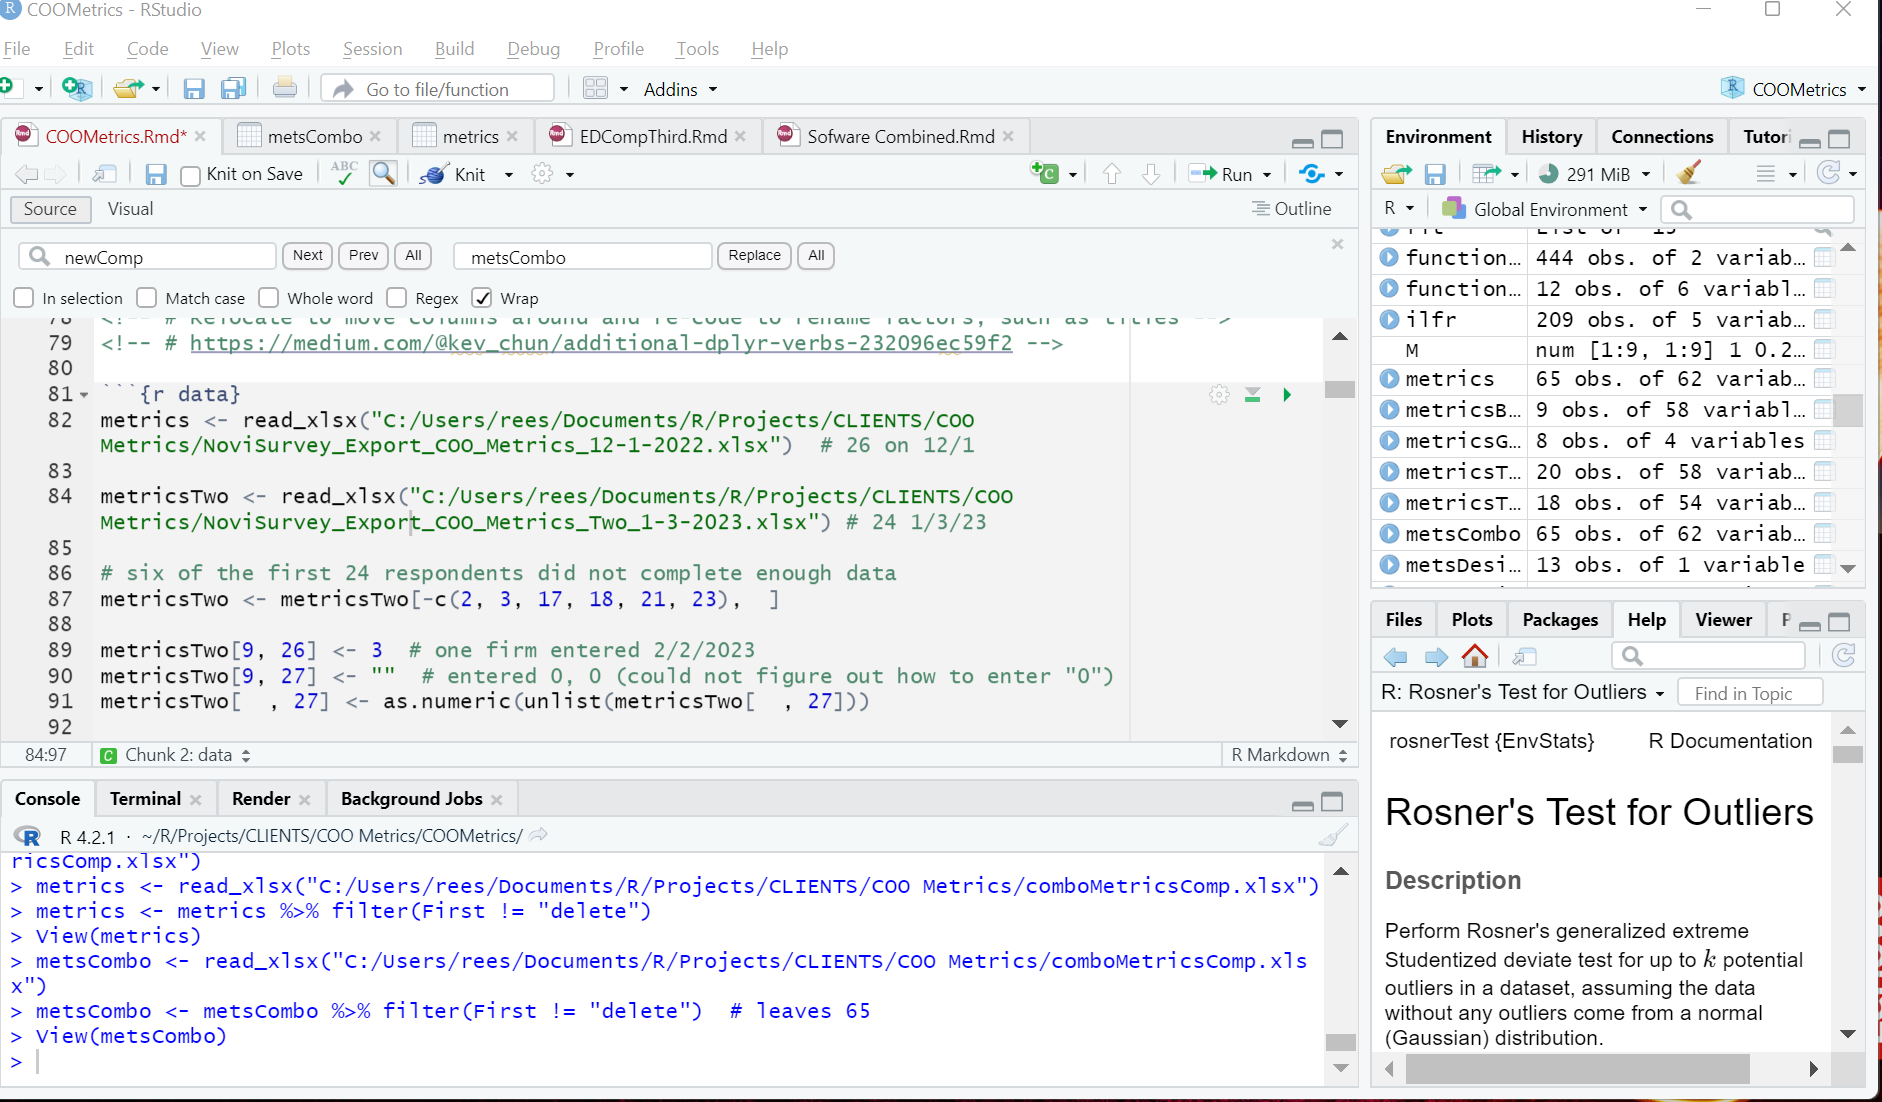 COOMetrics - RStudio
File Edit Code View Plots Session Build Debug Profile Tools Help
Go to file/function Addins COOMetrics
COOMetrics.Rmd* metsCombo metrics EDCompThird.Rmd Sofware Combined.Rmd
Knit on Save ABC Knit Run
Source Visual Outline
newComp Next Prev All metsCombo Replace All
In selection Match case Whole word Regex Wrap
78 <!-- # Relocate to move columns around and re-code to rename factors, such as titles -->
79 <!-- # https://medium.com/@kev_chun/additional-dplyr-verbs-232096ec59f2 -->
80
81 ```{r data}
82 metrics <- read_xlsx("C:/Users/rees/Documents/R/Projects/CLIENTS/COO
Metrics/NoviSurvey_Export_COO_Metrics_12-1-2022.xlsx") # 26 on 12/1
83
84 metricsTwo <- read_xlsx("C:/Users/rees/Documents/R/Projects/CLIENTS/COO
Metrics/NoviSurvey_Export_COO_Metrics_Two_1-3-2023.xlsx") # 24 1/3/23
85
86 # six of the first 24 respondents did not complete enough data
87 metricsTwo <- metricsTwo[-c(2, 3, 17, 18, 21, 23), ]
88
89 metricsTwo[9, 26] <- 3 # one firm entered 2/2/2023
90 metricsTwo[9, 27] <- "" # entered 0, 0 (could not figure out how to enter "0")
91 metricsTwo[ , 27] <- as.numeric(unlist(metricsTwo[ , 27]))
92
84:97 C Chunk 2: data R Markdown
Console Terminal Render Background Jobs
R 4.2.1 · ~/R/Projects/CLIENTS/COO Metrics/COOMetrics/
ricsComp.xlsx")
> metrics <- read_xlsx("C:/Users/rees/Documents/R/Projects/CLIENTS/COO Metrics/comboMetricsComp.xlsx")
> metrics <- metrics %>% filter(First != "delete")
> View(metrics)
> metsCombo <- read_xlsx("C:/Users/rees/Documents/R/Projects/CLIENTS/COO Metrics/comboMetricsComp.xls
x")
> metsCombo <- metsCombo %>% filter(First != "delete") # leaves 65
> View(metsCombo)
>
Environment History Connections Tutori
291 MiB
R Global Environment
function... 444 obs. of 2 variab...
function... 12 obs. of 6 variabl...
ilfr 209 obs. of 5 variab...
M num [1:9, 1:9] 1 0.2...
metrics 65 obs. of 62 variab...
metricsB... 9 obs. of 58 variabl...
metricsG... 8 obs. of 4 variables
metricsT... 20 obs. of 58 variab...
metricsT... 18 obs. of 54 variab...
metsCombo 65 obs. of 62 variab...
metsDesi... 13 obs. of 1 variable
Files Plots Packages Help Viewer P
R: Rosner's Test for Outliers Find in Topic
rosnerTest {EnvStats} R Documentation
Rosner's Test for Outliers
Description
Perform Rosner's generalized extreme
Studentized deviate test for up to k potential
outliers in a dataset, assuming the data
without any outliers come from a normal
(Gaussian) distribution.